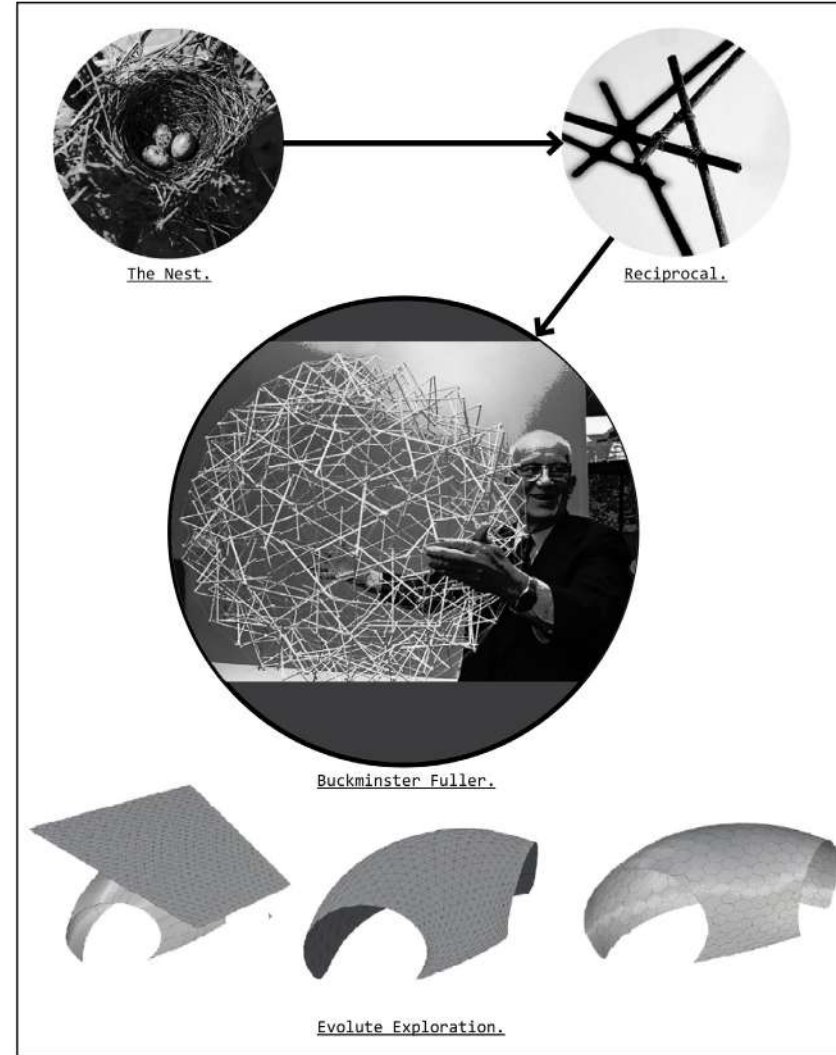 The Nest.
Reciprocal.
Buckminster Fuller.
Evolute Exploration.